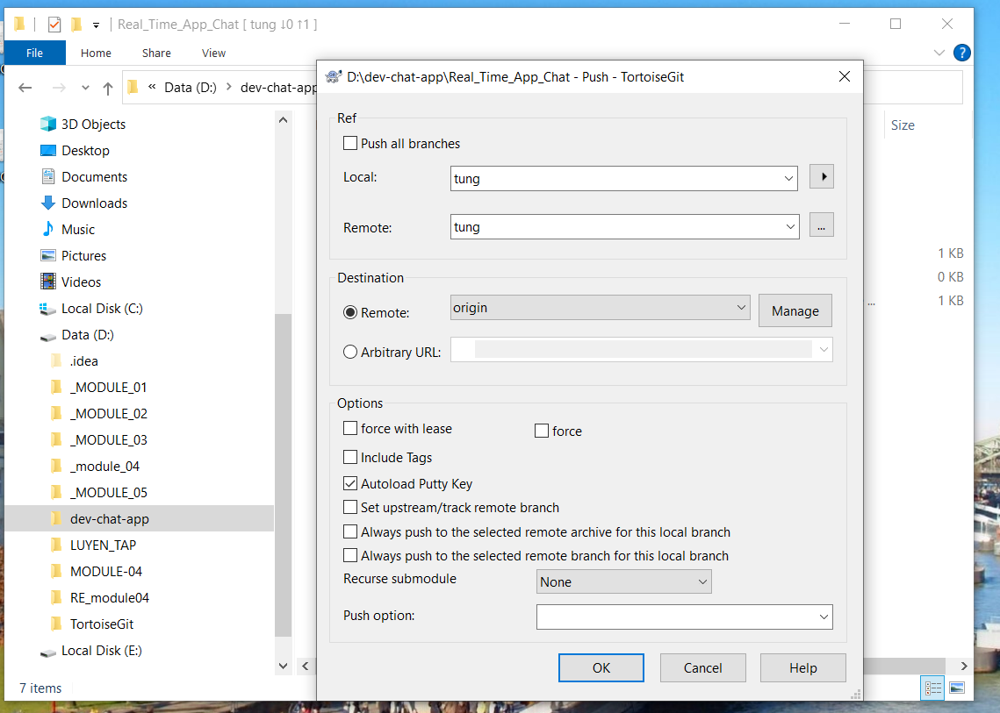 Real_Time_App_Chat [ tung ↓0 ↑1 ]
File Home Share View
?
« Data (D:) > dev-chat-app
D:\dev-chat-app\Real_Time_App_Chat - Push - TortoiseGit
3D Objects
Desktop
Documents
Downloads
Music
Pictures
Videos
Local Disk (C:)
Data (D:)
.idea
_MODULE_01
_MODULE_02
_MODULE_03
_module_04
_MODULE_05
dev-chat-app
LUYEN_TAP
MODULE-04
RE_module04
TortoiseGit
Local Disk (E:)
7 items
Ref
Push all branches
Local: tung
Remote: tung ...
Destination
Remote: origin Manage
Arbitrary URL:
Options
force with lease force
Include Tags
Autoload Putty Key
Set upstream/track remote branch
Always push to the selected remote archive for this local branch
Always push to the selected remote branch for this local branch
Recurse submodule None
Push option:
OK Cancel Help
Size
1 KB
0 KB
... 1 KB